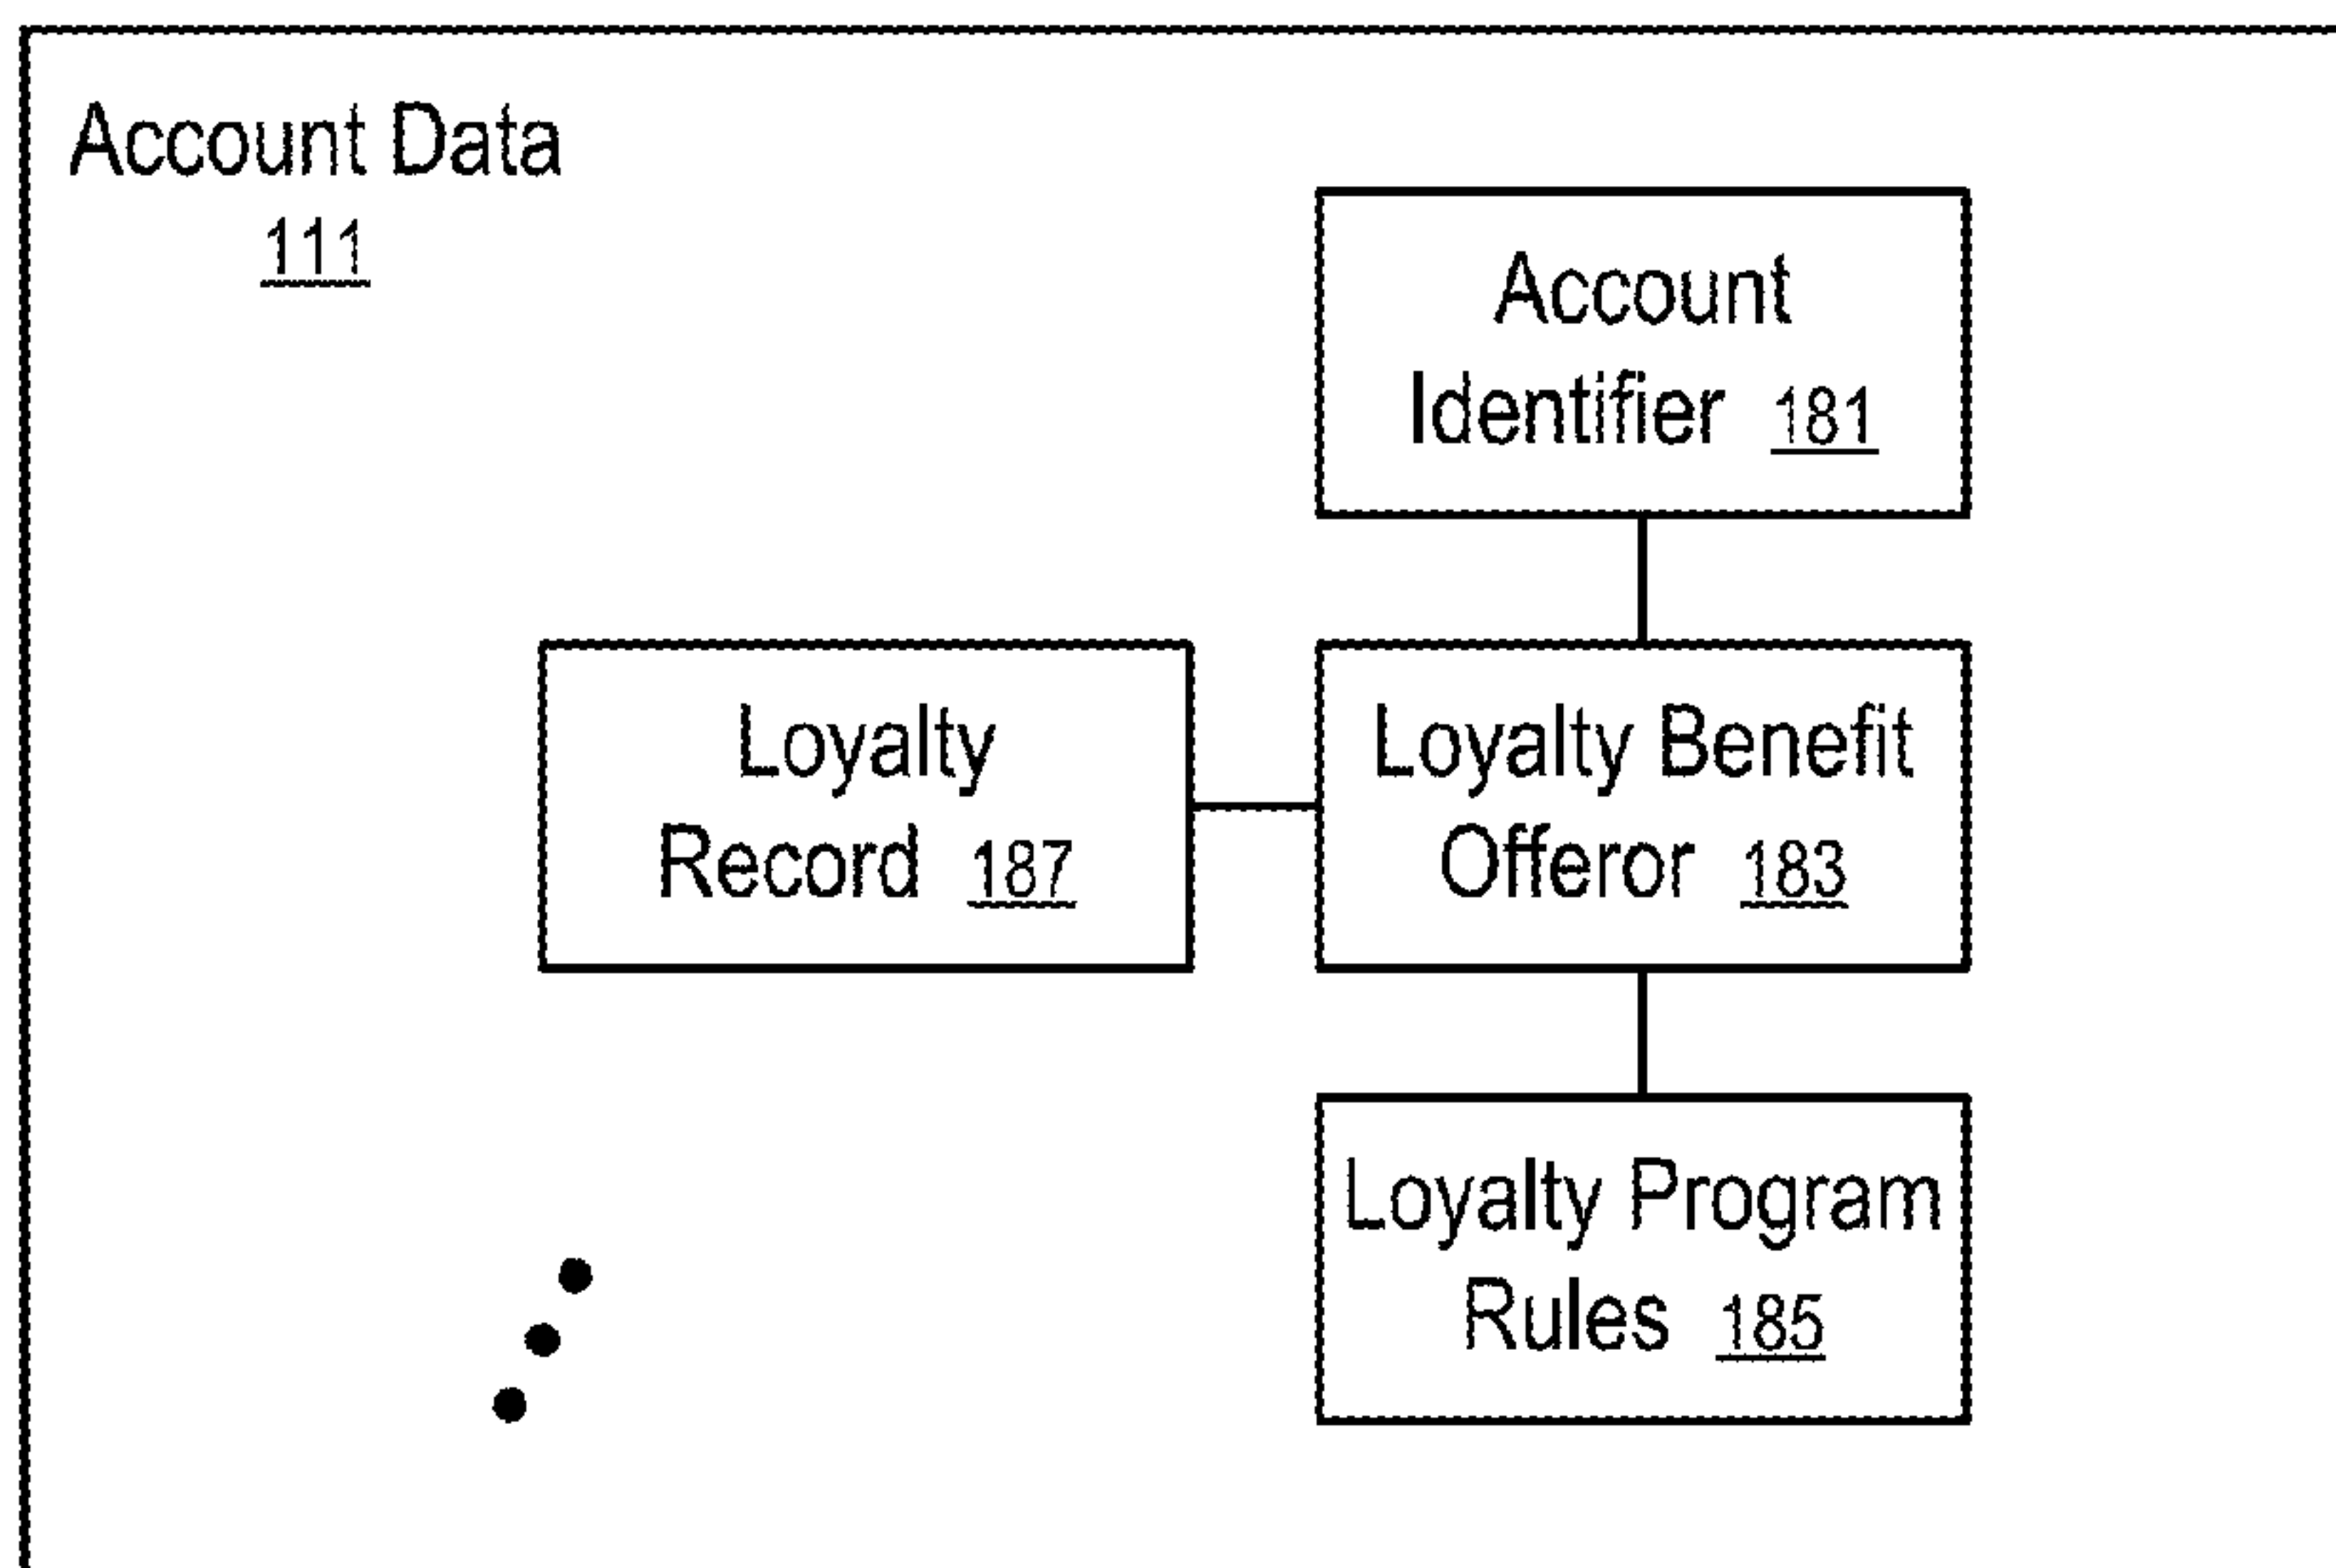 Account Data
111
Account
Identifier 181
Loyalty
Record 187
Loyalty Benefit
Offeror 183
Loyalty Program
Rules 185